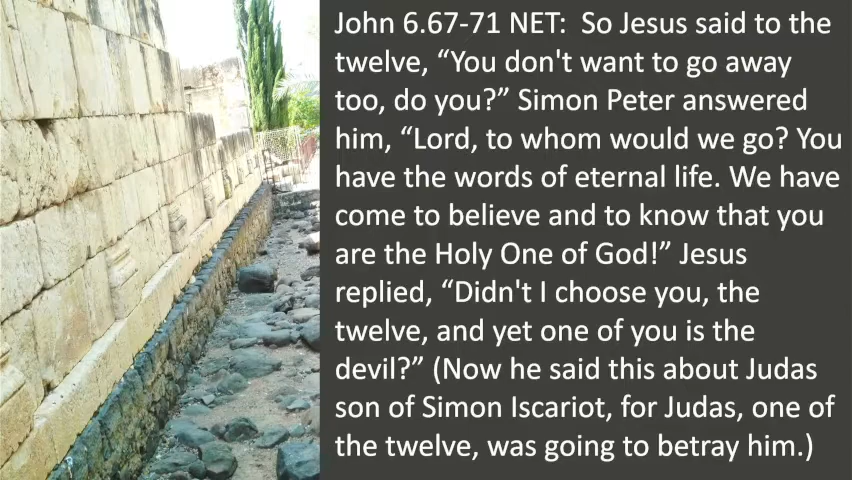 John 6.67-71 NET:  So Jesus said to the
twelve, “You don't want to go away
too, do you?” Simon Peter answered
him, “Lord, to whom would we go? You
have the words of eternal life. We have
come to believe and to know that you
are the Holy One of God!” Jesus
replied, “Didn't I choose you, the
twelve, and yet one of you is the
devil?” (Now he said this about Judas
son of Simon Iscariot, for Judas, one of
the twelve, was going to betray him.)